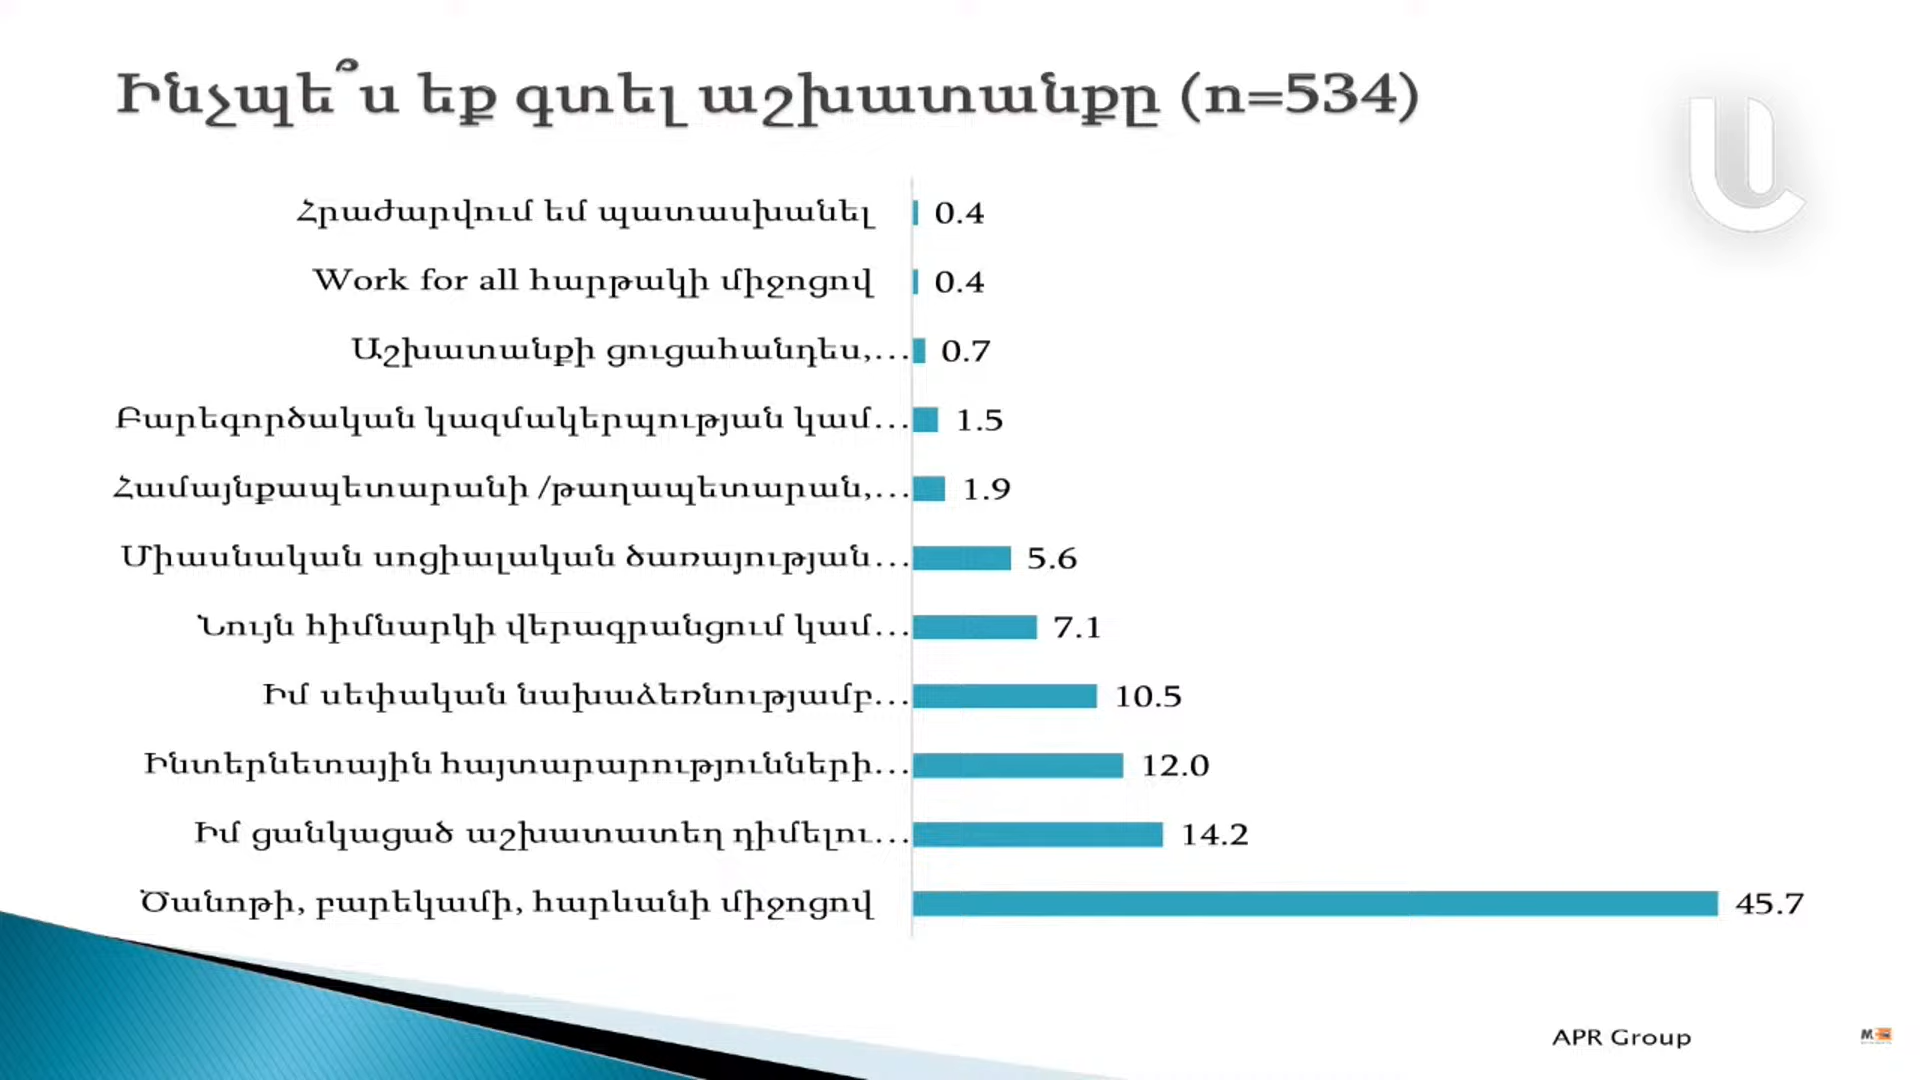 Ինչպե՞ս եք գտել աշխատանքը (n=534)
Հրաժարվում եմ պատասխանել 0.4
Work for all հարթակի միջոցով 0.4
Աշխատանքի ցուցահանդես,… 0.7
Բարեգործական կազմակերպության կամ… 1.5
Համայնքապետարանի /թաղապետարան,… 1.9
Միասնական սոցիալական ծառայության… 5.6
Նույն հիմնարկի վերագրանցում կամ… 7.1
Իմ սեփական նախաձեռնությամբ… 10.5
Ինտերնետային հայտարարությունների… 12.0
Իմ ցանկացած աշխատատեղ դիմելու… 14.2
Ծանոթի, բարեկամի, հարևանի միջոցով 45.7
APR Group